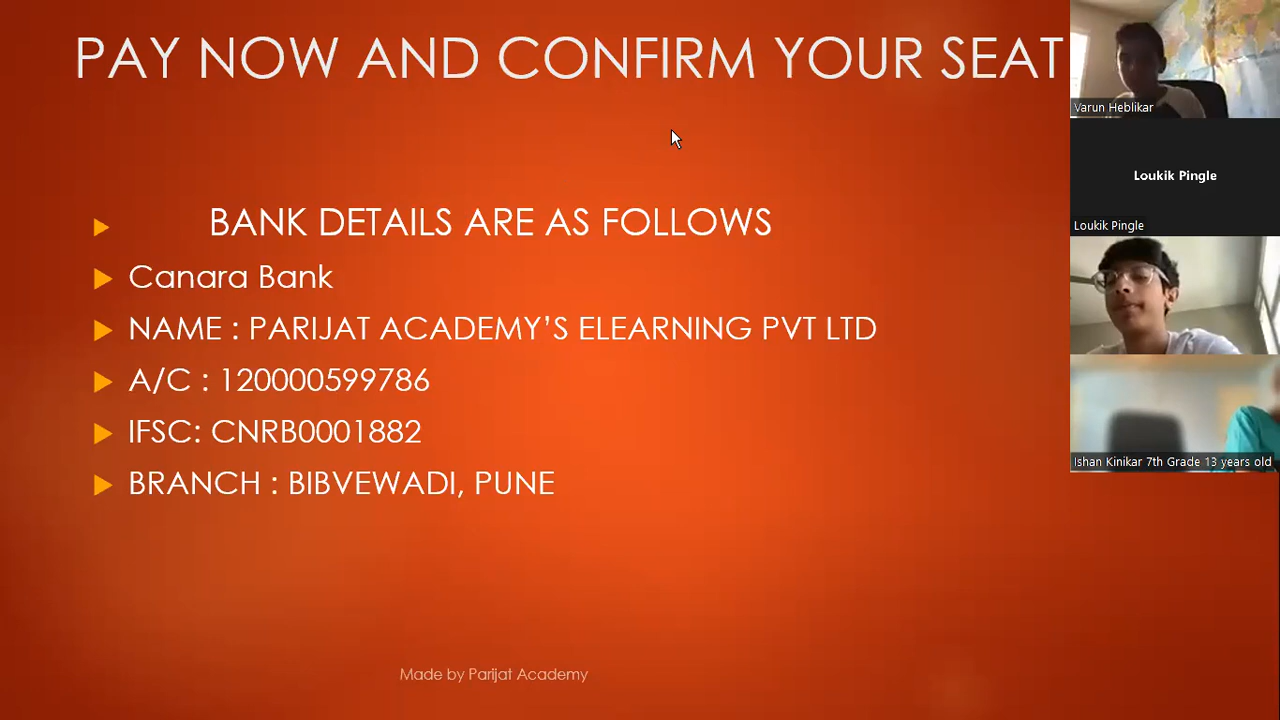 PAY NOW AND CONFIRM YOUR SEAT
BANK DETAILS ARE AS FOLLOWS
Canara Bank
NAME : PARIJAT ACADEMY'S ELEARNING PVT LTD
A/C : 120000599786
IFSC: CNRB0001882
BRANCH : BIBVEWADI, PUNE
Made by Parijat Academy
Varun Heblikar
Loukik Pingle
Loukik Pingle
Ishan Kinikar 7th Grade 13 years old